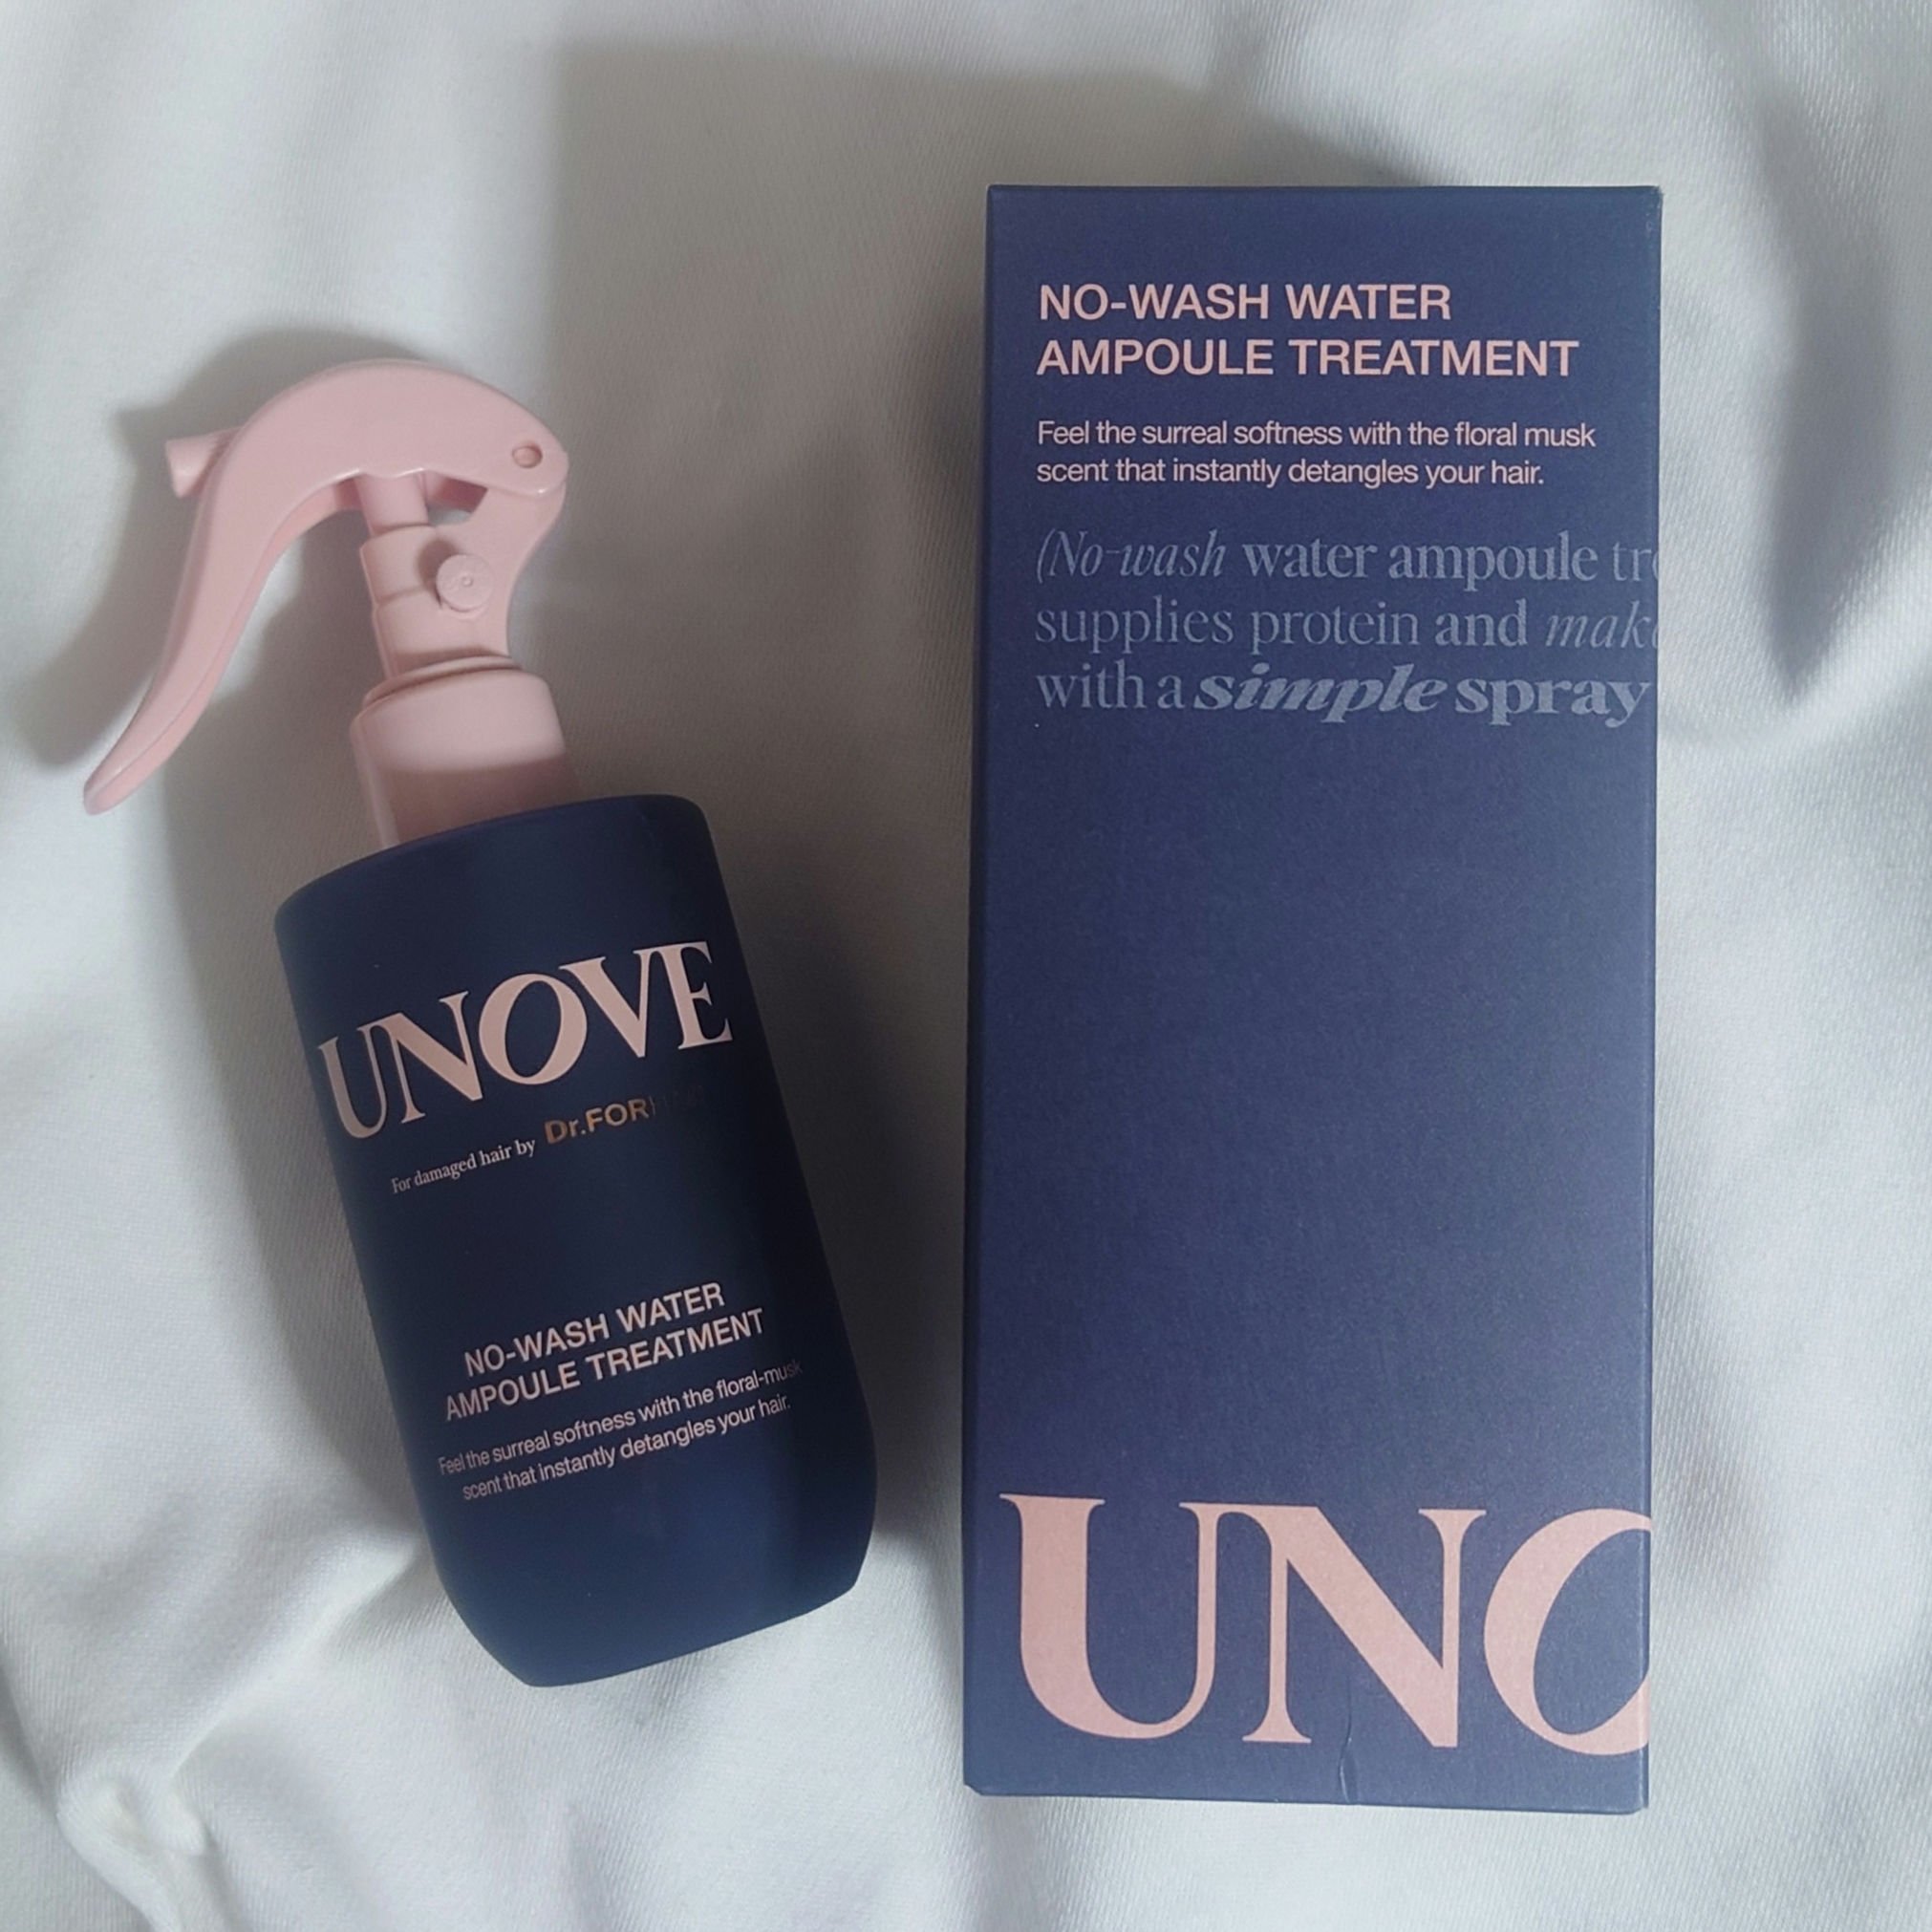 UNOVE
For damaged hair by Dr.FOR
NO-WASH WATER
AMPOULE TREATMENT
Feel the surreal softness with the floral-musk
scent that instantly detangles your hair.
NO-WASH WATER
AMPOULE TREATMENT
Feel the surreal softness with the floral musk
scent that instantly detangles your hair.
(No-wash water ampoule tr
supplies protein and mak
with a simple spray
UNO